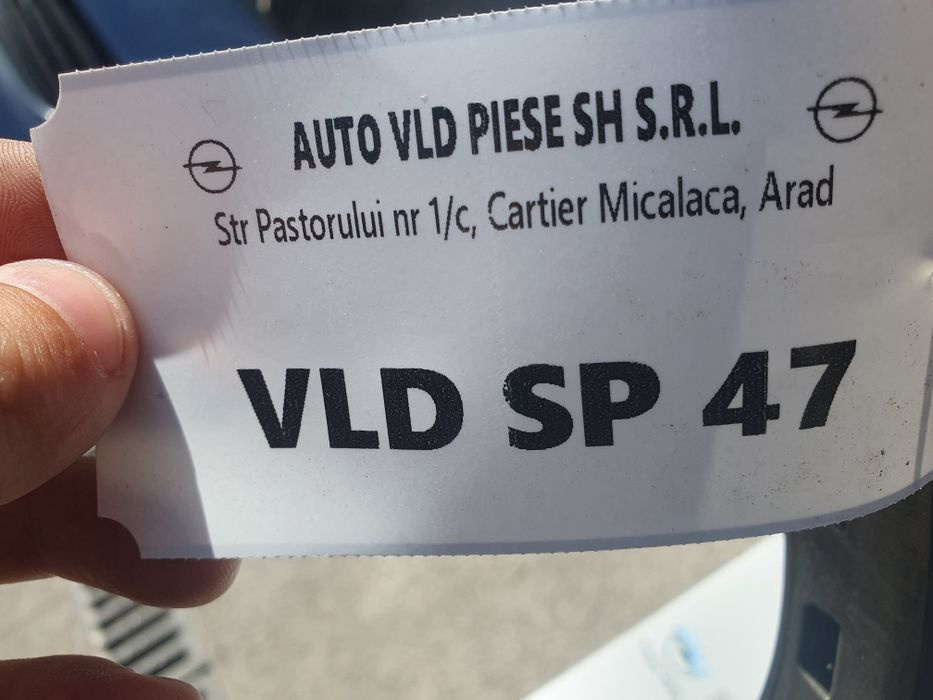 AUTO VLD PIESE SH S.R.L.
Str Pastorului nr 1/c, Cartier Micalaca, Arad
VLD SP 47